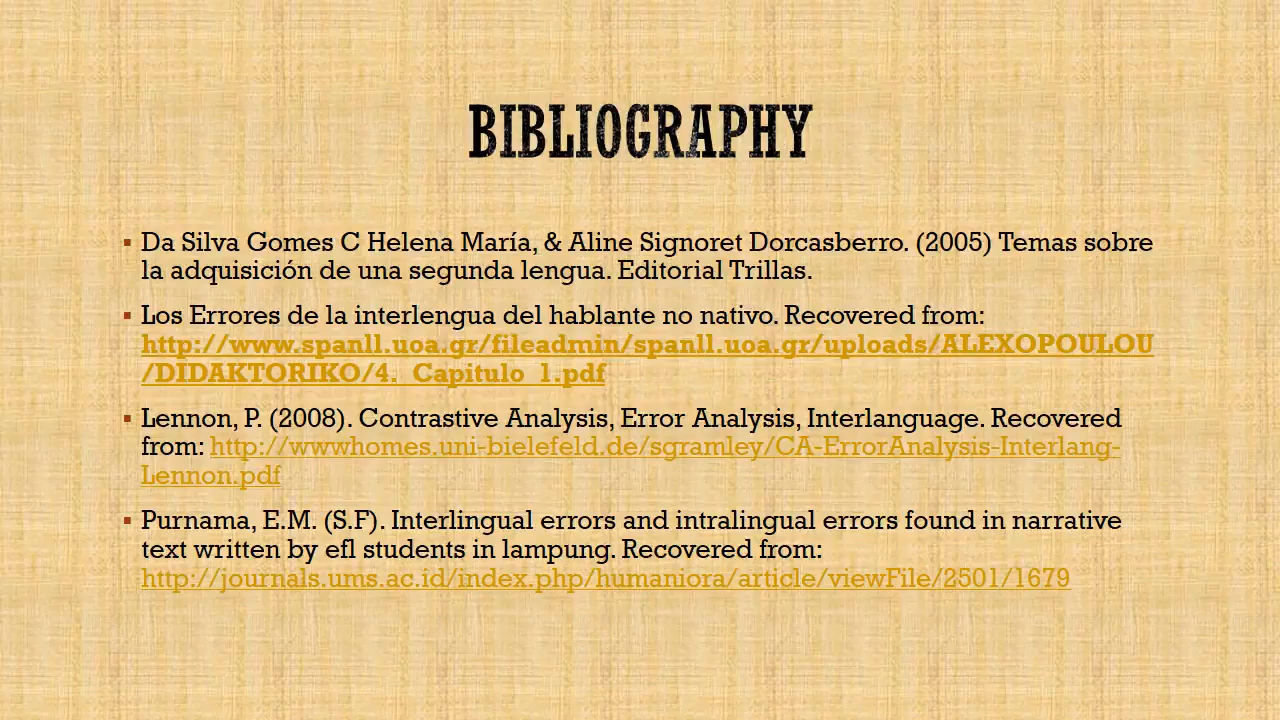 BIBLIOGRAPHY
▪ Da Silva Gomes C Helena María, & Aline Signoret Dorcasberro. (2005) Temas sobre
la adquisición de una segunda lengua. Editorial Trillas.
▪ Los Errores de la interlengua del hablante no nativo. Recovered from:
http://www.spanll.uoa.gr/fileadmin/spanll.uoa.gr/uploads/ALEXOPOULOU
/DIDAKTORIKO/4._Capitulo_1.pdf
▪ Lennon, P. (2008). Contrastive Analysis, Error Analysis, Interlanguage. Recovered
from: http://wwwhomes.uni-bielefeld.de/sgramley/CA-ErrorAnalysis-Interlang-
Lennon.pdf
▪ Purnama, E.M. (S.F). Interlingual errors and intralingual errors found in narrative
text written by efl students in lampung. Recovered from:
http://journals.ums.ac.id/index.php/humaniora/article/viewFile/2501/1679